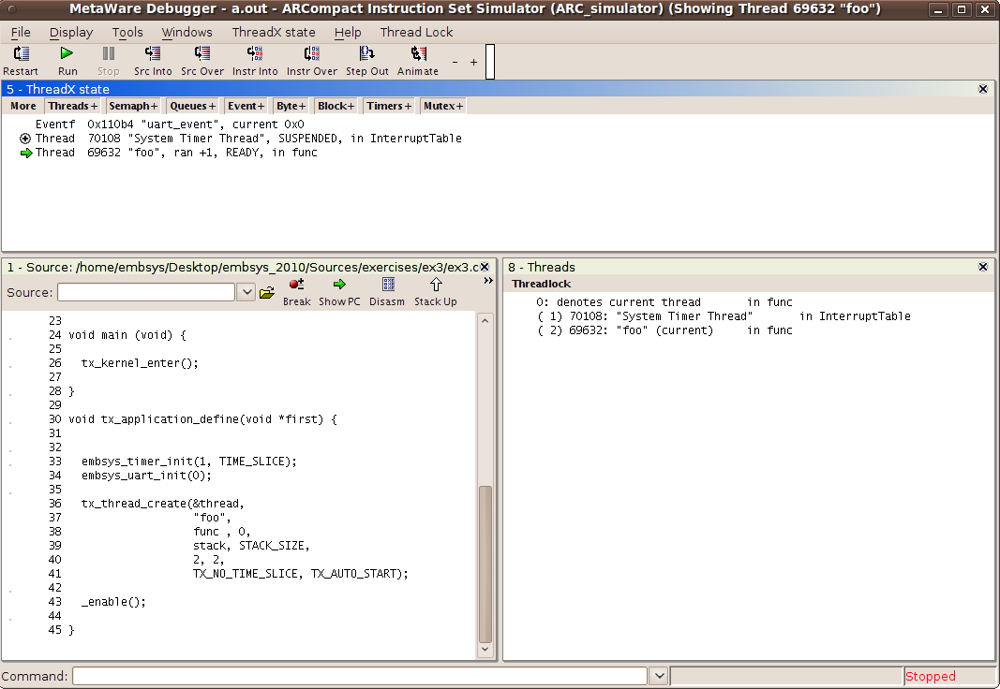 MetaWare Debugger - a.out - ARCompact Instruction Set Simulator (ARC_simulator) (Showing Thread 69632 "foo")
File Display Tools Windows ThreadX state Help Thread Lock
Restart Run Stop Src Into Src Over Instr Into Instr Over Step Out Animate - +
5 - ThreadX state
More Threads+ Semaph+ Queues+ Event+ Byte+ Block+ Timers+ Mutex+
Eventf 0x110b4 "uart_event", current 0x0
Thread 70108 "System Timer Thread", SUSPENDED, in InterruptTable
Thread 69632 "foo", ran +1, READY, in func
1 - Source: /home/embsys/Desktop/embsys_2010/Sources/exercises/ex3/ex3.c
Source:
Break Show PC Disasm Stack Up »
23
24 void main (void) {
25
26 tx_kernel_enter();
27
28 }
29
30 void tx_application_define(void *first) {
31
32
33 embsys_timer_init(1, TIME_SLICE);
34 embsys_uart_init(0);
35
36 tx_thread_create(&thread,
37 "foo",
38 func , 0,
39 stack, STACK_SIZE,
40 2, 2,
41 TX_NO_TIME_SLICE, TX_AUTO_START);
42
43 _enable();
44
45 }
8 - Threads
Threadlock
0: denotes current thread in func
( 1) 70108: "System Timer Thread" in InterruptTable
( 2) 69632: "foo" (current) in func
Command:
Stopped